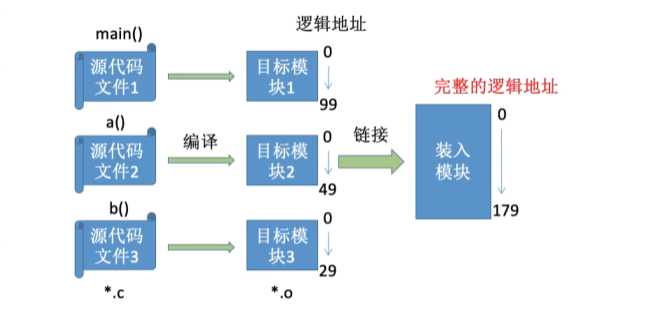 逻辑地址
main()
源代码
文件1
目标模
块1
0
99
a()
源代码
文件2
编译
目标模
块2
0
49
链接
完整的逻辑地址
装入
模块
0
179
b()
源代码
文件3
目标模
块3
0
29
*.c
*.o